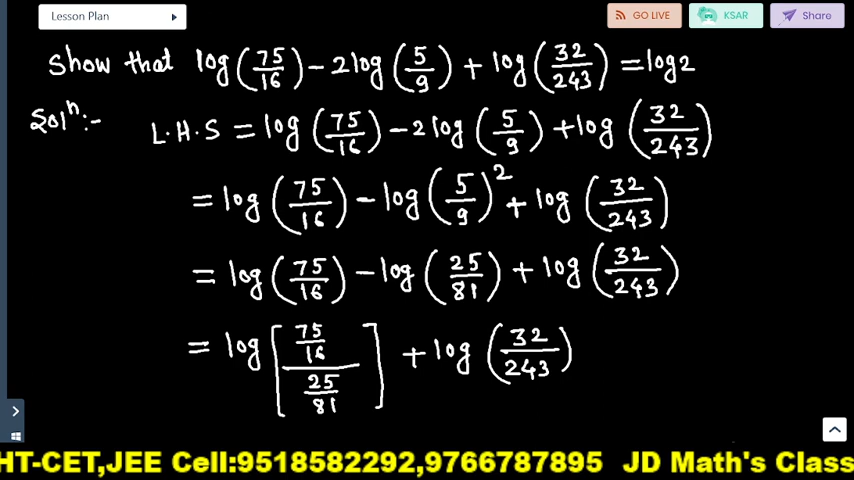 Lesson Plan
GO LIVE
KSAR
Share
Show that log(75/16) - 2log(5/9) + log(32/243) = log2
Solⁿ:-
L.H.S = log(75/16) - 2log(5/9) + log(32/243)
= log(75/16) - log(5/9)² + log(32/243)
= log(75/16) - log(25/81) + log(32/243)
= log[(75/16)/(25/81)] + log(32/243)
HT-CET,JEE Cell:9518582292,9766787895 JD Math's Class